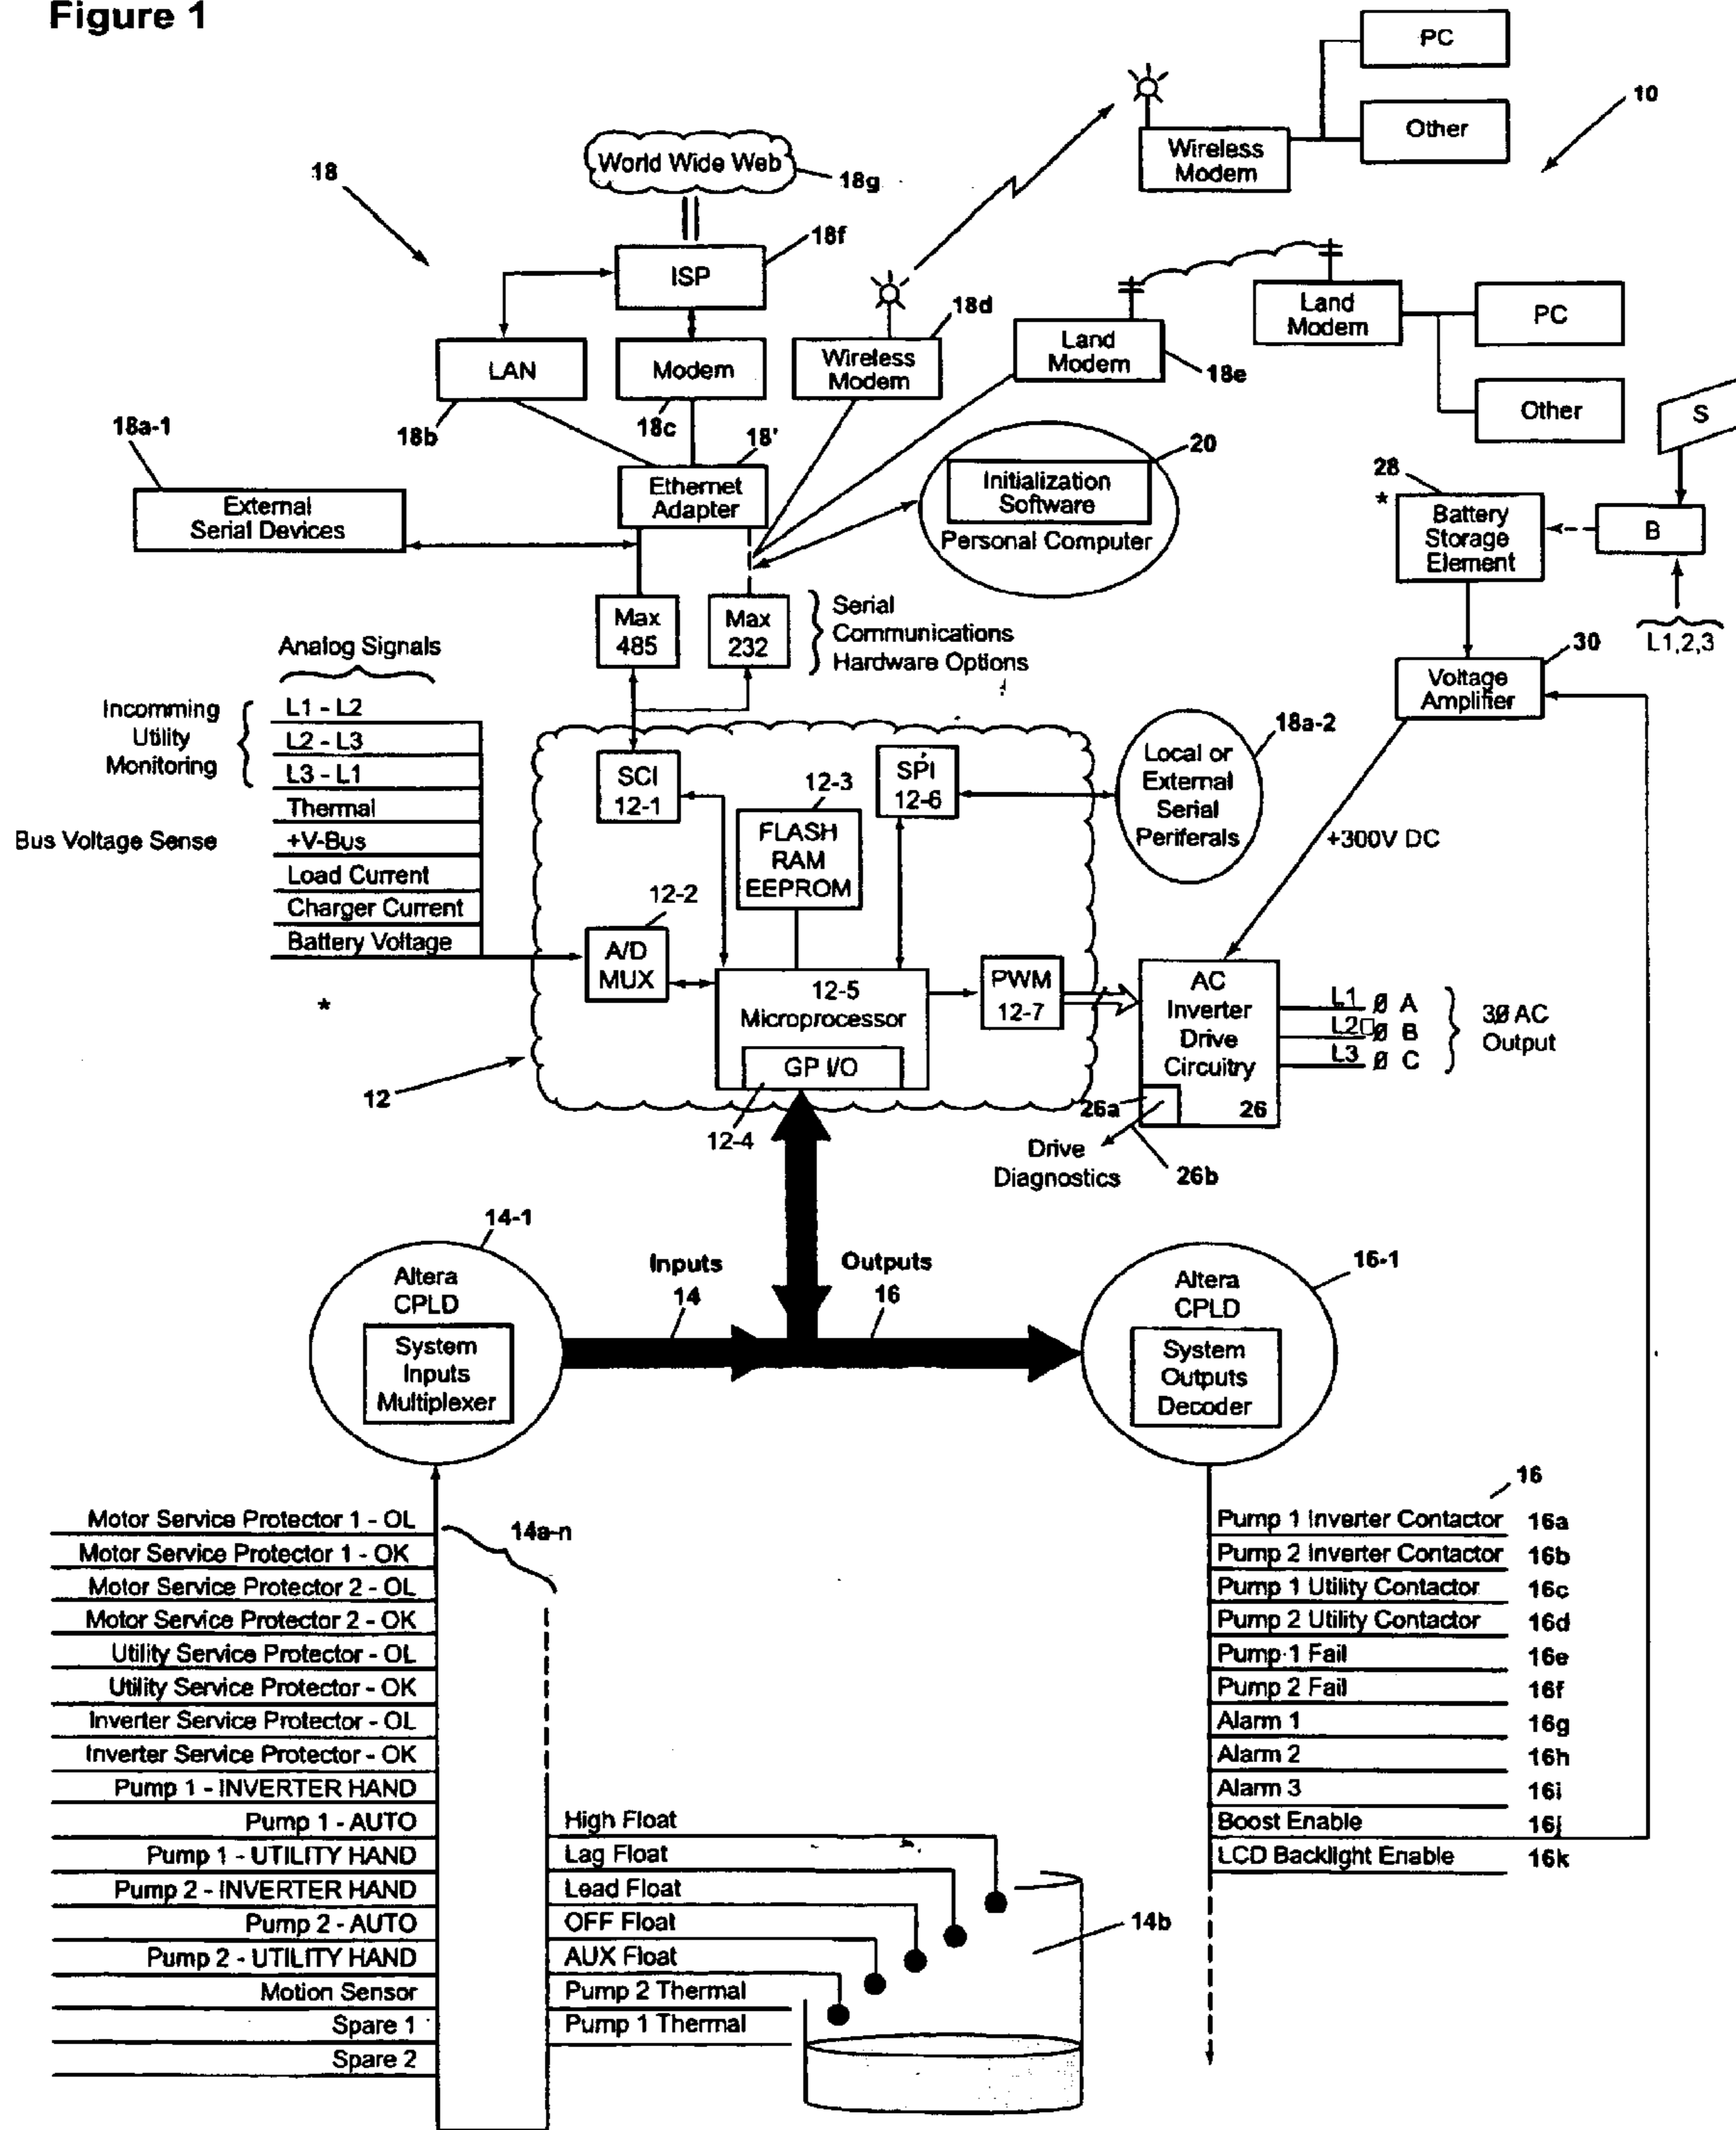 Figure 1
PC
Other
10
Wireless
Modem
World Wide Web
18g
18
18f
ISP
18d
LAN
Modem
Wireless
Modem
Land
Modem
18e
Land
Modem
PC
Other
S
18b
18c
18'
18a-1
External
Serial Devices
Ethernet
Adapter
20
Initialization
Software
Personal Computer
28
*
Battery
Storage
Element
B
L1,2,3
Max
485
Max
232
Serial
Communications
Hardware Options
30
Voltage
Amplifier
Analog Signals
Incomming
Utility
Monitoring
L1 - L2
L2 - L3
L3 - L1
Thermal
Bus Voltage Sense
+V-Bus
Load Current
Charger Current
Battery Voltage
*
SCI
12-1
12-3
FLASH
RAM
EEPROM
SPI
12-6
18a-2
Local or
External
Serial
Periferals
+300V DC
12-2
A/D
MUX
12-5
Microprocessor
GP I/O
12-4
12
PWM
12-7
AC
Inverter
Drive
Circuitry
26
26a
26b
Drive
Diagnostics
L1 Ø A
L2□Ø B
L3 Ø C
3Ø AC
Output
14-1
Altera
CPLD
System
Inputs
Multiplexer
Inputs
14
Outputs
16
16-1
Altera
CPLD
System
Outputs
Decoder
14a-n
Motor Service Protector 1 - OL
Motor Service Protector 1 - OK
Motor Service Protector 2 - OL
Motor Service Protector 2 - OK
Utility Service Protector - OL
Utility Service Protector - OK
Inverter Service Protector - OL
Inverter Service Protector - OK
Pump 1 - INVERTER HAND
Pump 1 - AUTO
Pump 1 - UTILITY HAND
Pump 2 - INVERTER HAND
Pump 2 - AUTO
Pump 2 - UTILITY HAND
Motion Sensor
Spare 1
Spare 2
High Float
Lag Float
Lead Float
OFF Float
AUX Float
Pump 2 Thermal
Pump 1 Thermal
14b
16
Pump 1 Inverter Contactor 16a
Pump 2 Inverter Contactor 16b
Pump 1 Utility Contactor 16c
Pump 2 Utility Contactor 16d
Pump 1 Fail 16e
Pump 2 Fail 16f
Alarm 1 16g
Alarm 2 16h
Alarm 3 16i
Boost Enable 16j
LCD Backlight Enable 16k